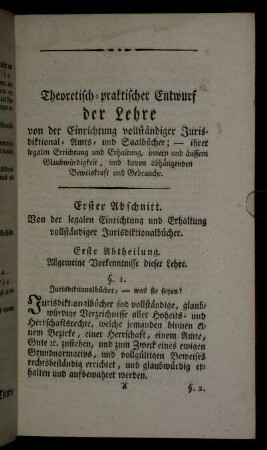 Theoretisch-praktischer Entwurf
der Lehre
von der Einrichtung vollständiger Juris-
diktional- Amts- und Saalbücher; — ihrer
legalen Errichtung und Erhaltung, innern und äussern
Glaubwürdigkeit, und davon abhängenden
Beweiskraft und Gebrauche.
Erster Abschnitt.
Von der legalen Einrichtung und Erhaltung
vollständiger Jurisdiktionalbücher.
Erste Abtheilung.
Allgemeine Vorkenntnisse dieser Lehre.
§. 1.
Jurisdiktionalbücher, — was sie seyen?
Jurisdiktionalbücher sind vollständige, glaub-
würdige Verzeichnisse aller Hoheits- und
Herrschaftsrechte, welche jemanden binnen ei-
nem Bezirke, einer Herrschaft, einem Amte,
Gute ꝛc. zustehen, und zum Zweck eines ewigen
Grundnormativs, und vollgültigen Beweises
rechtsbeständig errichtet, und glaubwürdig er-
halten und aufbewahret werden.
A §. 2.